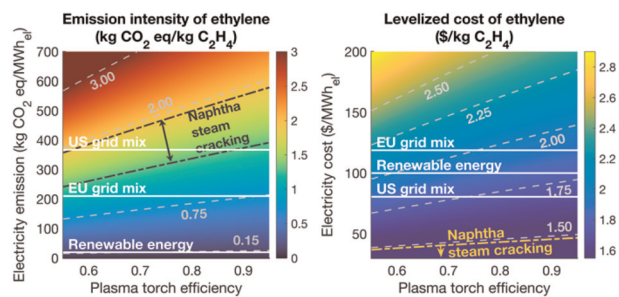 Emission intensity of ethylene
(kg CO2 eq/kg C2H4)
Electricity emission (kg CO2 eq/MWhel)
700
600
500
400
300
200
100
0
3.00
2.00
Naphtha
steam
cracking
US grid mix
EU grid mix
0.75
Renewable energy
0.15
0.6
0.7
0.8
0.9
Plasma torch efficiency
3
2.5
2
1.5
1
0.5
0
Levelized cost of ethylene
($/kg C2H4)
Electricity cost ($/MWhel)
200
150
100
50
2.50
2.25
EU grid mix
2.00
Renewable energy
US grid mix
1.75
1.50
Naphtha
steam cracking
0.6
0.7
0.8
0.9
Plasma torch efficiency
2.8
2.6
2.4
2.2
2
1.8
1.6